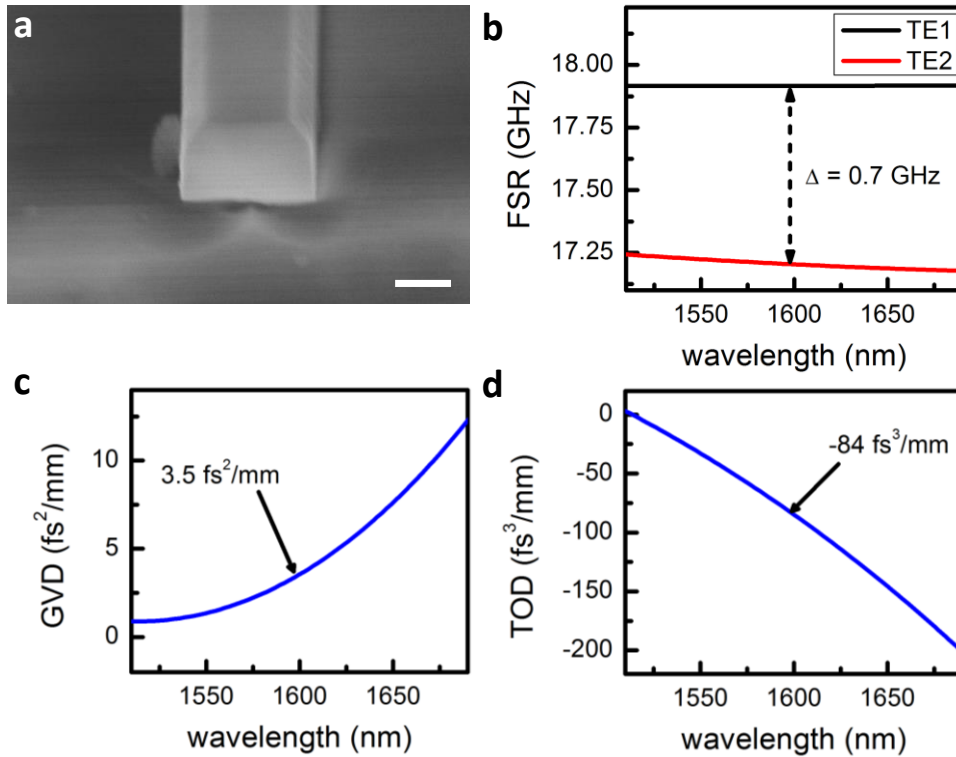 a
b
TE1
TE2
18.00
17.75
17.50
17.25
FSR (GHz)
Δ = 0.7 GHz
1550
1600
1650
wavelength (nm)
c
10
5
0
GVD (fs²/mm)
3.5 fs²/mm
1550
1600
1650
wavelength (nm)
d
0
-50
-100
-150
-200
TOD (fs³/mm)
-84 fs³/mm
1550
1600
1650
wavelength (nm)